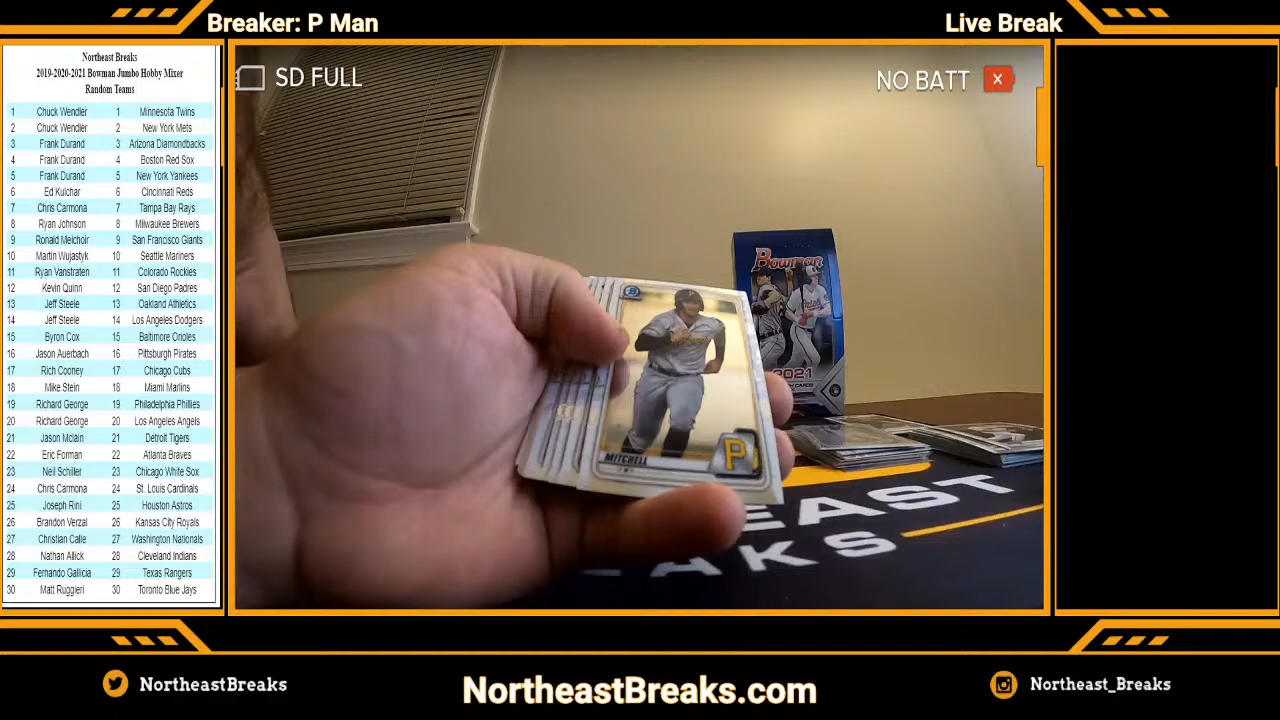 Breaker: P Man
Live Break
Northeast Breaks
2019-2020-2021 Bowman Jumbo Hobby Mixer
Random Teams
1 Chuck Wendler 1 Minnesota Twins
2 Chuck Wendler 2 New York Mets
3 Frank Durand 3 Arizona Diamondbacks
4 Frank Durand 4 Boston Red Sox
5 Frank Durand 5 New York Yankees
6 Ed Kulchar 6 Cincinnati Reds
7 Chris Carmona 7 Tampa Bay Rays
8 Ryan Johnson 8 Milwaukee Brewers
9 Ronald Melchoir 9 San Francisco Giants
10 Martin Wujastyk 10 Seattle Mariners
11 Ryan Vanstraten 11 Colorado Rockies
12 Kevin Quinn 12 San Diego Padres
13 Jeff Steele 13 Oakland Athletics
14 Jeff Steele 14 Los Angeles Dodgers
15 Byron Cox 15 Baltimore Orioles
16 Jason Auerbach 16 Pittsburgh Pirates
17 Rich Cooney 17 Chicago Cubs
18 Mike Stein 18 Miami Marlins
19 Richard George 19 Philadelphia Phillies
20 Richard George 20 Los Angeles Angels
21 Jason Mclain 21 Detroit Tigers
22 Eric Forman 22 Atlanta Braves
23 Neil Schiller 23 Chicago White Sox
24 Chris Carmona 24 St. Louis Cardinals
25 Joseph Rini 25 Houston Astros
26 Brandon Verzal 26 Kansas City Royals
27 Christian Calle 27 Washington Nationals
28 Nathan Allick 28 Cleveland Indians
29 Fernando Gallicia 29 Texas Rangers
30 Matt Ruggieri 30 Toronto Blue Jays
SD FULL
NO BATT
Bowman
2021
B
MITCHELL
P
EAST
EAKS
NortheastBreaks
NortheastBreaks.com
Northeast_Breaks